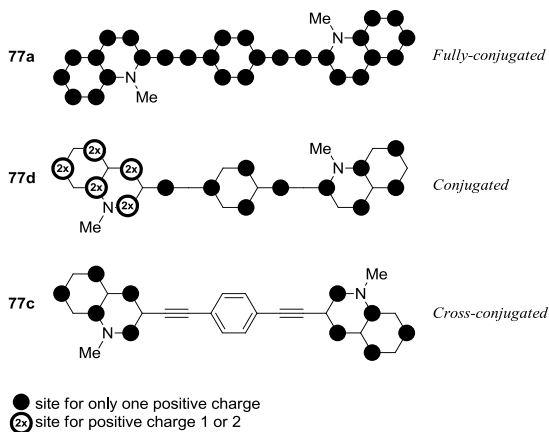 Me
N
77a
Fully-conjugated
N
Me
Me
2x
77d
2x 2x
N
Conjugated
2x
N 2x
Me
Me
77c
N
Cross-conjugated
N
Me
site for only one positive charge
2x site for positive charge 1 or 2